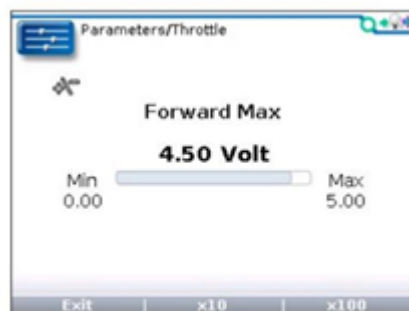 Parameters/Throttle
Forward Max
4.50 Volt
Min Max
0.00 5.00
Exit | x10 | x100